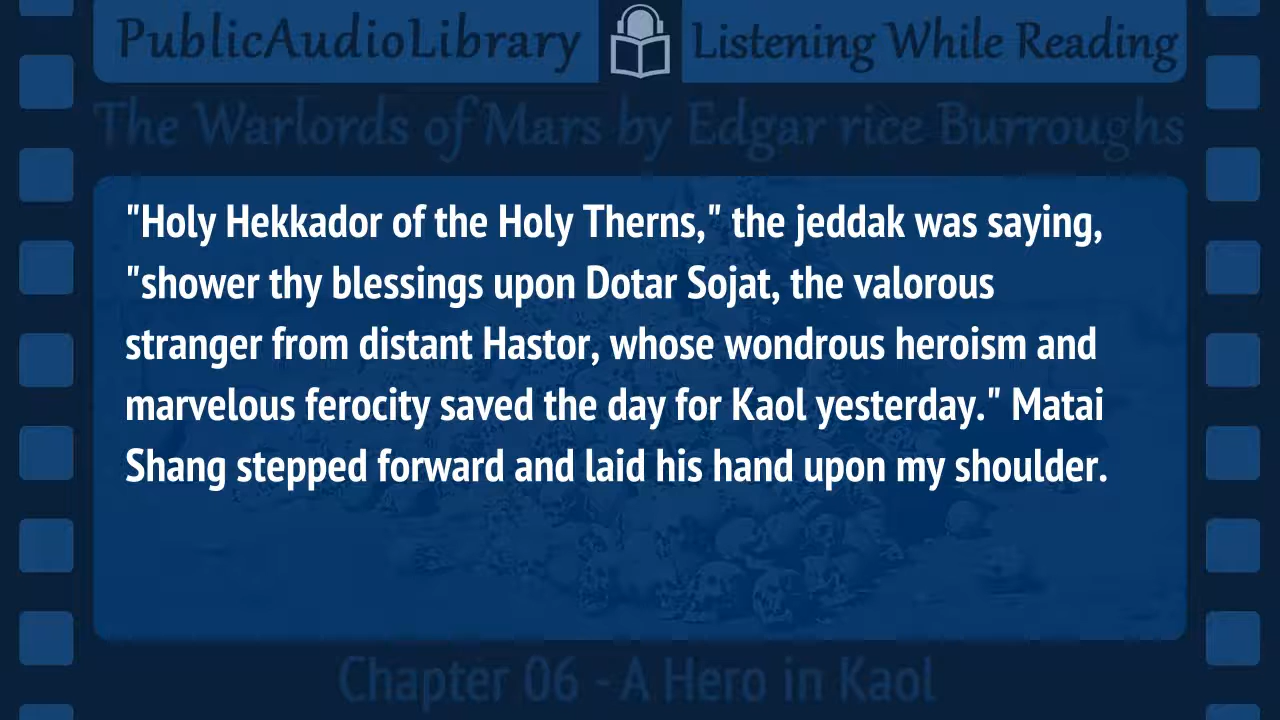 PublicAudioLibrary Listening While Reading
The Warlords of Mars by Edgar rice Burroughs
"Holy Hekkador of the Holy Therns," the jeddak was saying,
"shower thy blessings upon Dotar Sojat, the valorous
stranger from distant Hastor, whose wondrous heroism and
marvelous ferocity saved the day for Kaol yesterday." Matai
Shang stepped forward and laid his hand upon my shoulder.
Chapter 06 - A Hero in Kaol